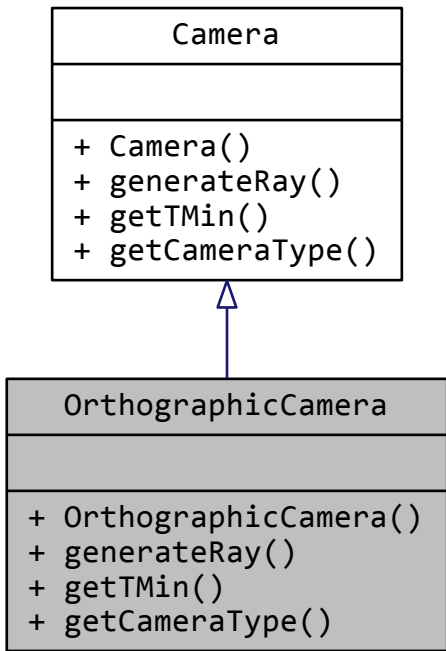 Camera
+ Camera()
+ generateRay()
+ getTMin()
+ getCameraType()
OrthographicCamera
+ OrthographicCamera()
+ generateRay()
+ getTMin()
+ getCameraType()